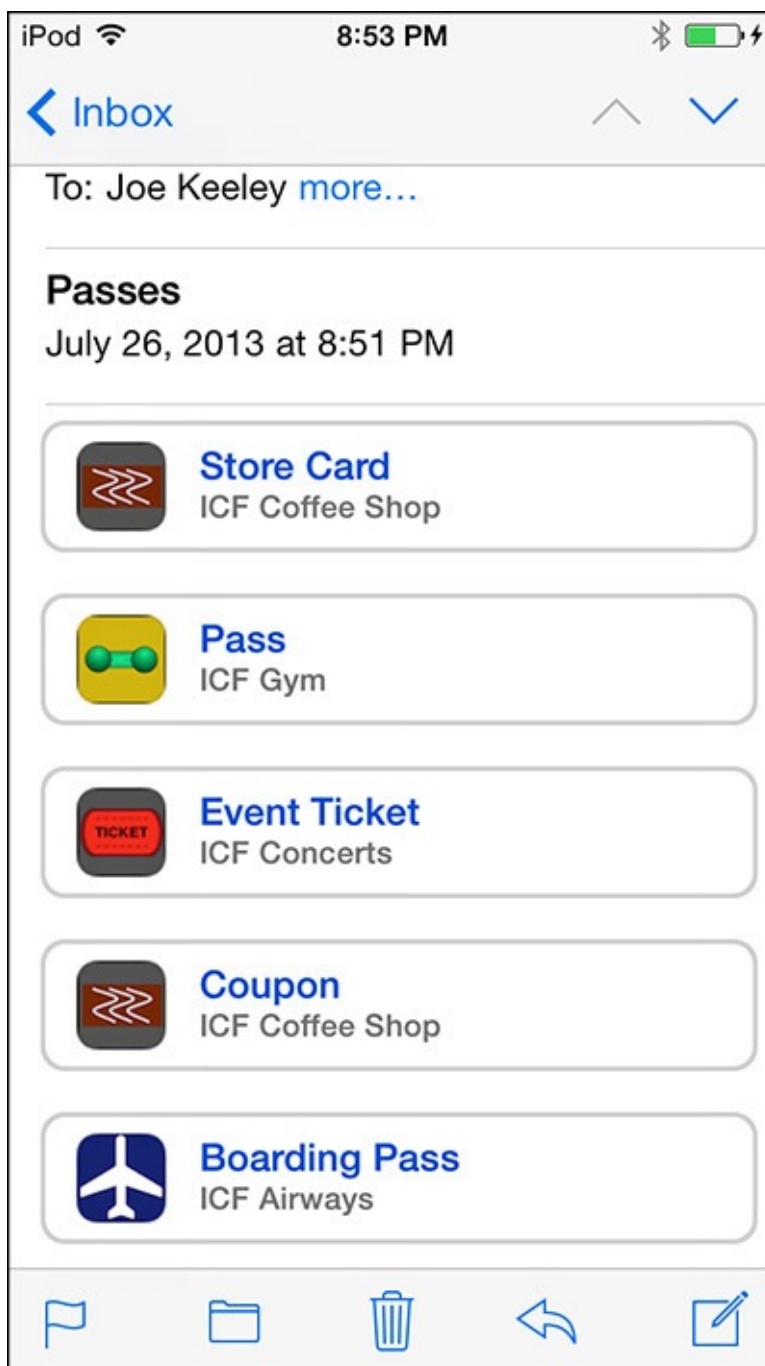 iPod 8:53 PM
Inbox
To: Joe Keeley more...
Passes
July 26, 2013 at 8:51 PM
Store Card
ICF Coffee Shop
Pass
ICF Gym
TICKET
Event Ticket
ICF Concerts
Coupon
ICF Coffee Shop
Boarding Pass
ICF Airways